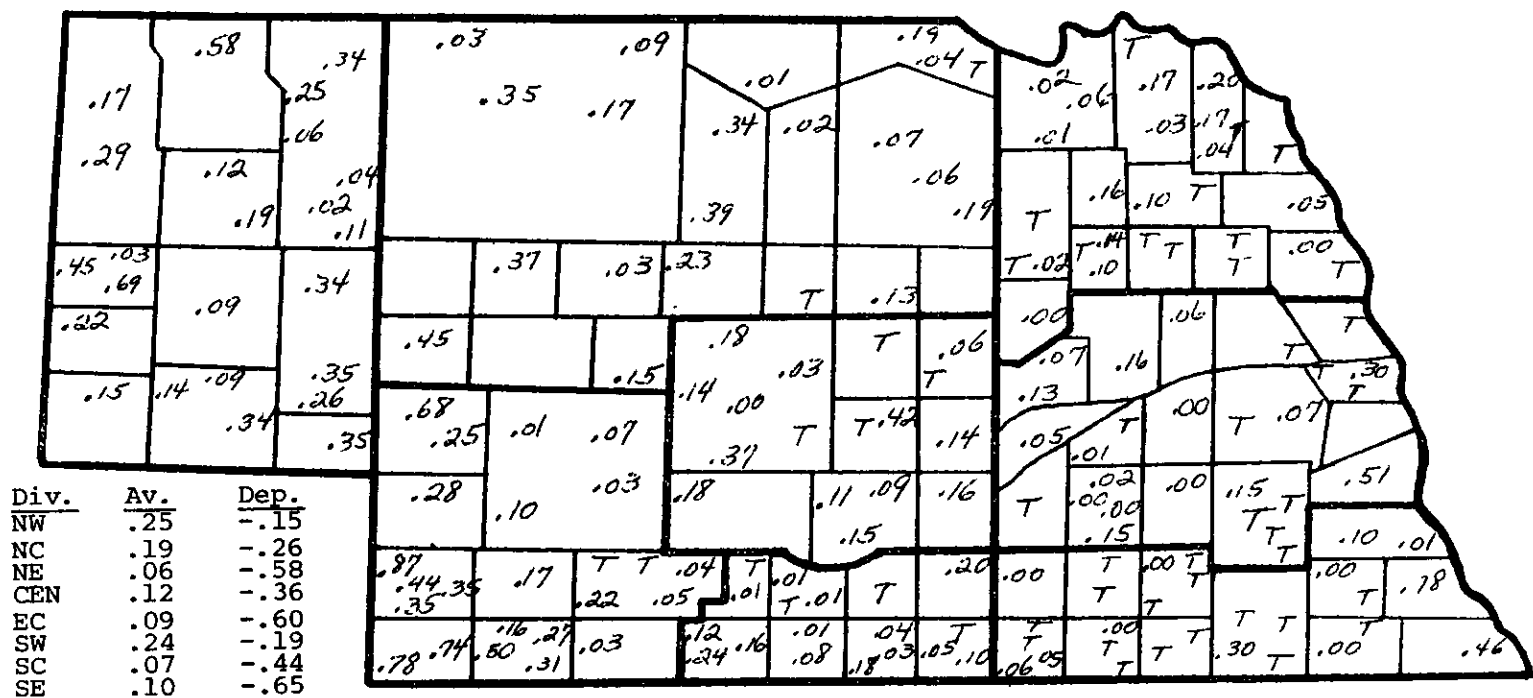 .03 .09 .19
.58 .34 .04 T T
.01 .02 .17 .20
.17 .25 .35 .17 .06
.06 .34 .02 .07 .01 .03 .17
.04 T
.29 .12 .04 .06 .16 .10 T
.19 .02 .39 .19 T .05
.11
.45 .03 .37 .03 .23 T .02 T .14 T T T .00
.69 .34 .10 T T
.09 T .13
.22 .45 .18 T .06 .00 .06 T
.15 .03 T .07 .16 T
.15 .14 .09 .35 .14 .00 .13 T .30
.26 .68 T
.34 .25 .01 .07 T T .42 .14 .05 T .00 T .07
.35 .37 .01
.28 .03 .18 .11 .09 .16 T .02 .00 .15 T .51
.10 .15 .00 .00 T T
.15 T .10 .01
Div. Av. Dep.
NW .25 -.15
NC .19 -.26
NE .06 -.58
CEN .12 -.36
EC .09 -.60
SW .24 -.19
SC .07 -.44
SE .10 -.65
.87 .44 .35 .17 T T .04 T .01 .20 .00 T .00 T .00
.35 .22 .05 .01 T .01 T T T T T .78
.16 .27 .03 .12 .16 .01 .04 T T .00 T T T T
.78 .74 .50 .31 .24 .08 .18 .03 .05 .10 .06 .05 T T T .30 T .00 .46